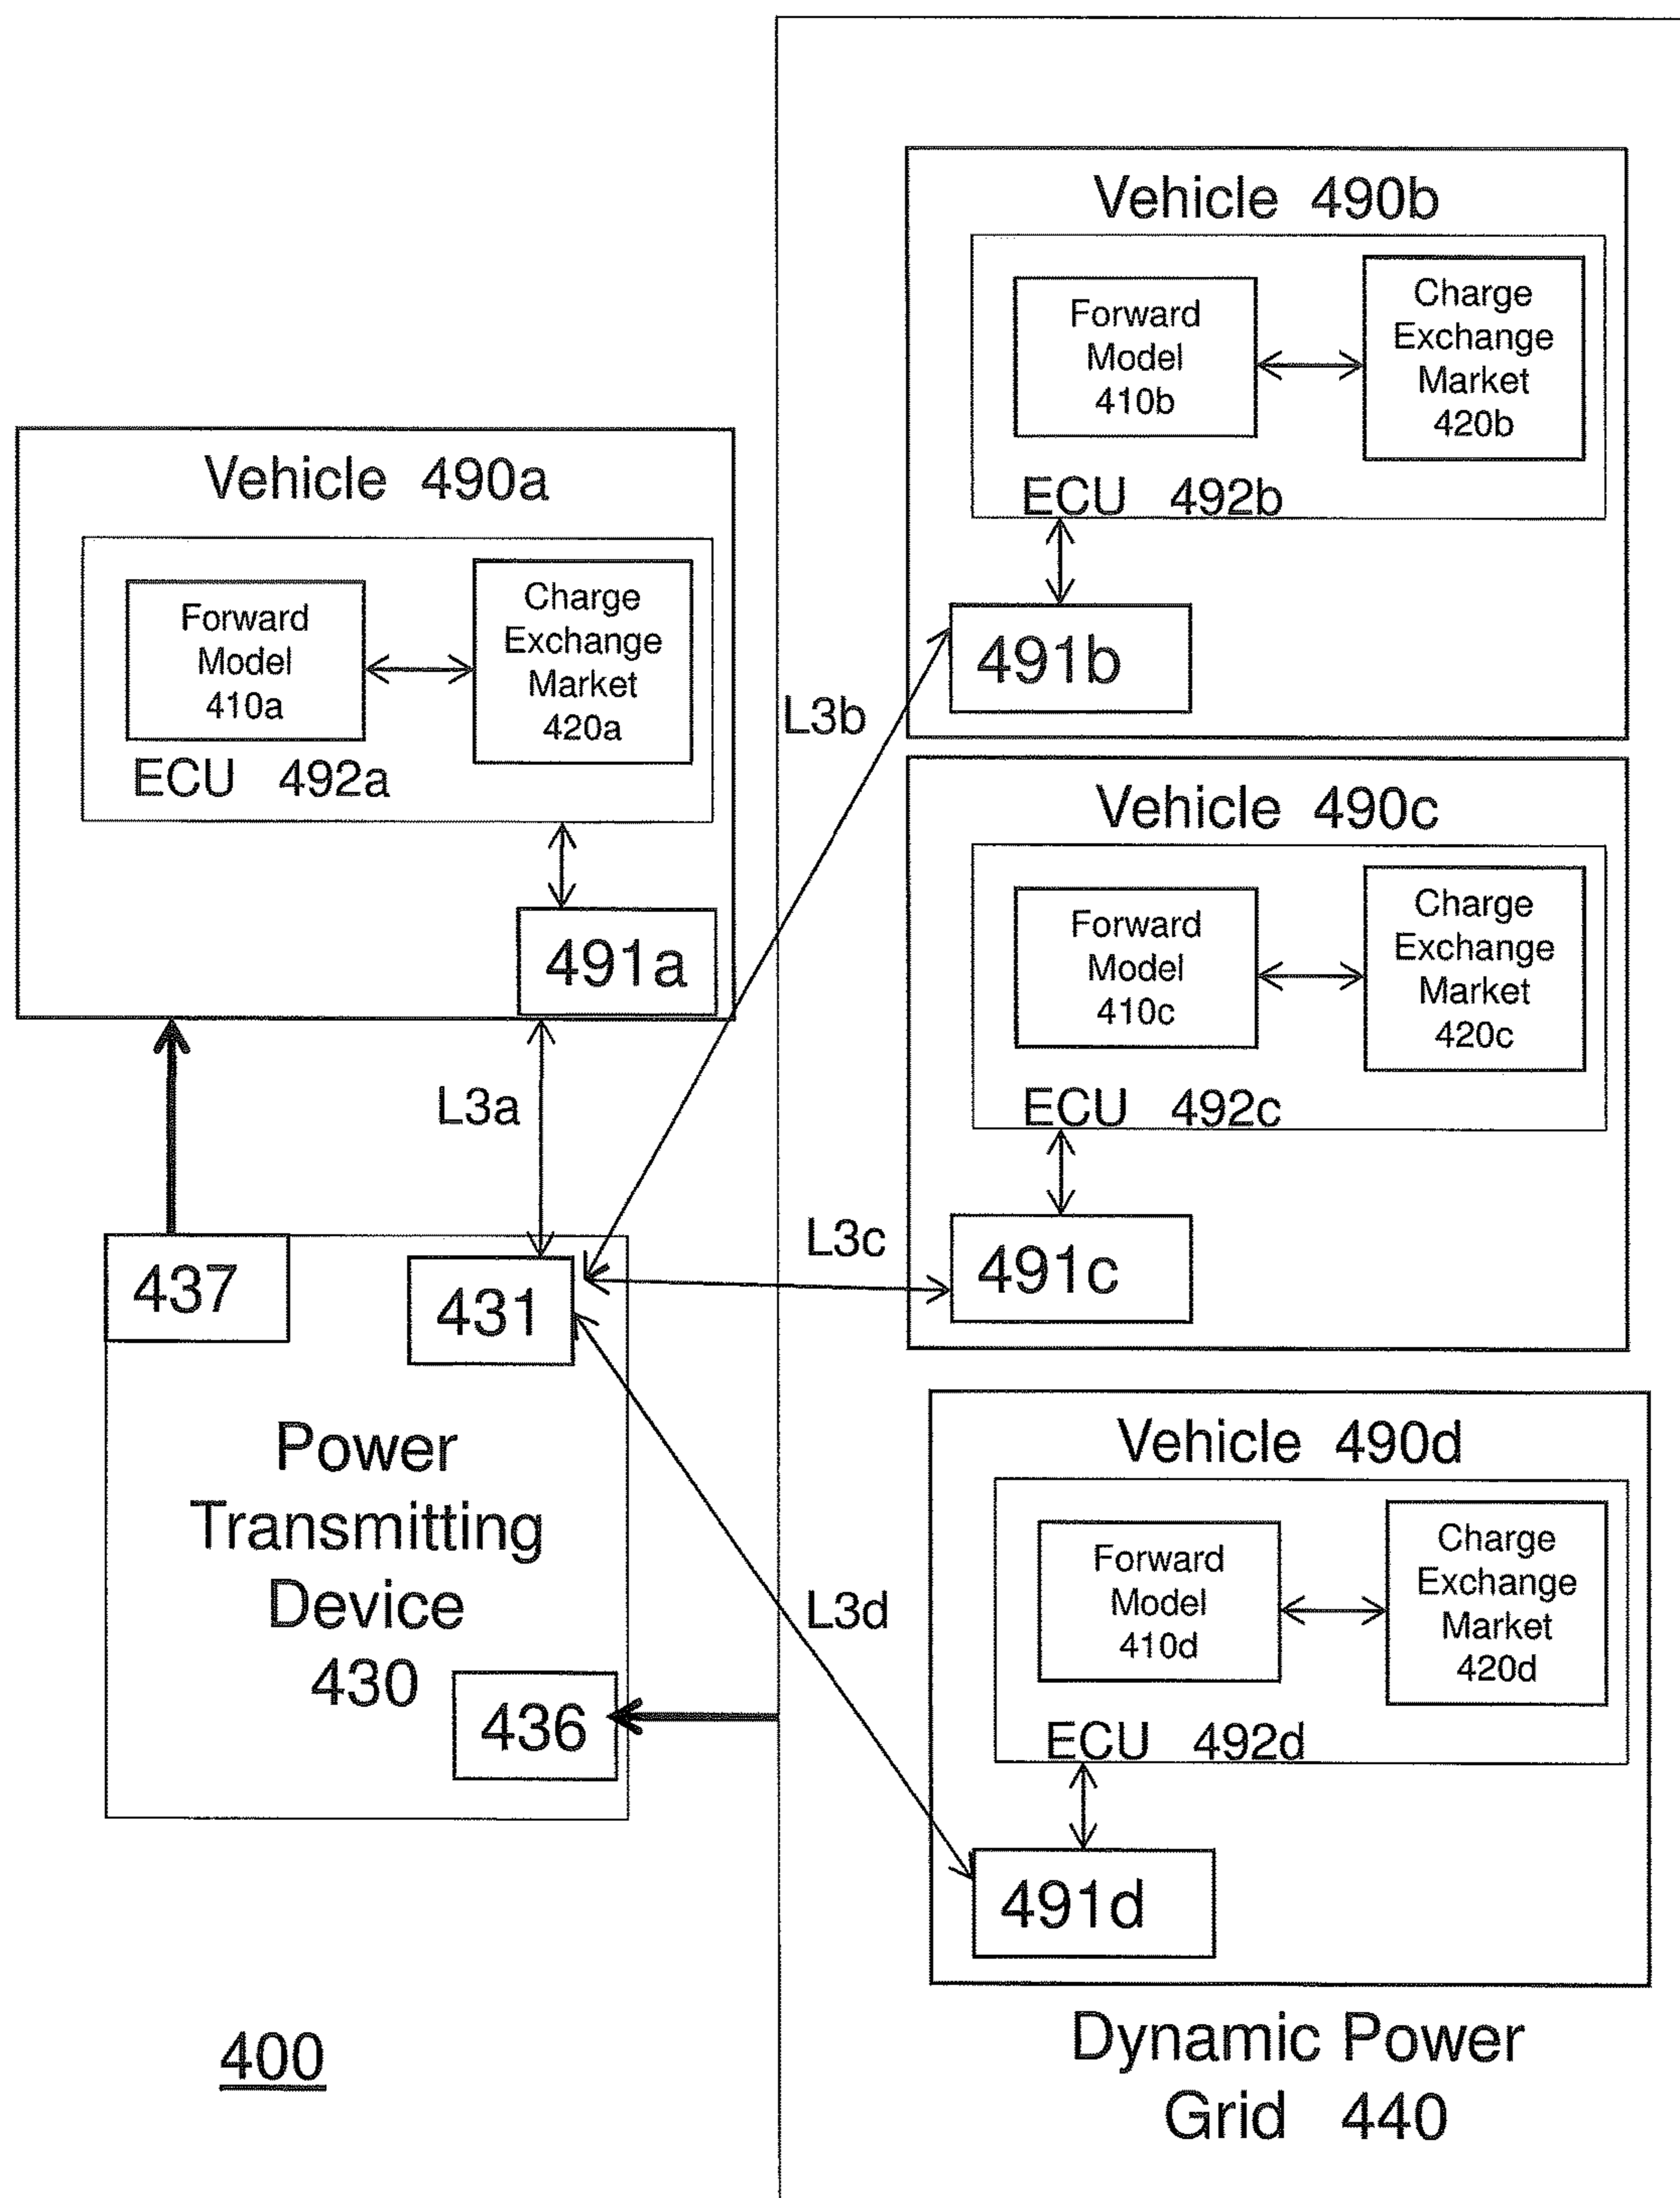 Vehicle 490a
Forward
Model
410a
Charge
Exchange
Market
420a
ECU 492a
491a
L3a
437
431
Power
Transmitting
Device
430
436
400
L3b
L3c
L3d
Vehicle 490b
Forward
Model
410b
Charge
Exchange
Market
420b
ECU 492b
491b
Vehicle 490c
Forward
Model
410c
Charge
Exchange
Market
420c
ECU 492c
491c
Vehicle 490d
Forward
Model
410d
Charge
Exchange
Market
420d
ECU 492d
491d
Dynamic Power
Grid 440